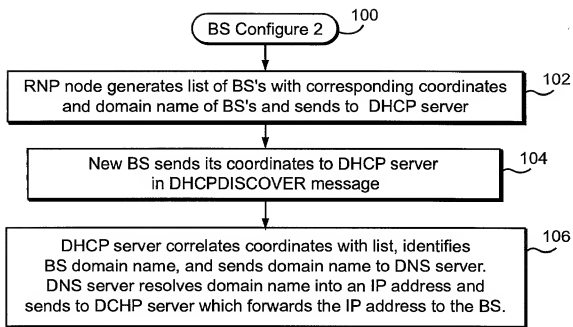 BS Configure 2
100
RNP node generates list of BS's with corresponding coordinates
and domain name of BS's and sends to DHCP server
102
New BS sends its coordinates to DHCP server
in DHCPDISCOVER message
104
DHCP server correlates coordinates with list, identifies
BS domain name, and sends domain name to DNS server.
DNS server resolves domain name into an IP address and
sends to DCHP server which forwards the IP address to the BS.
106